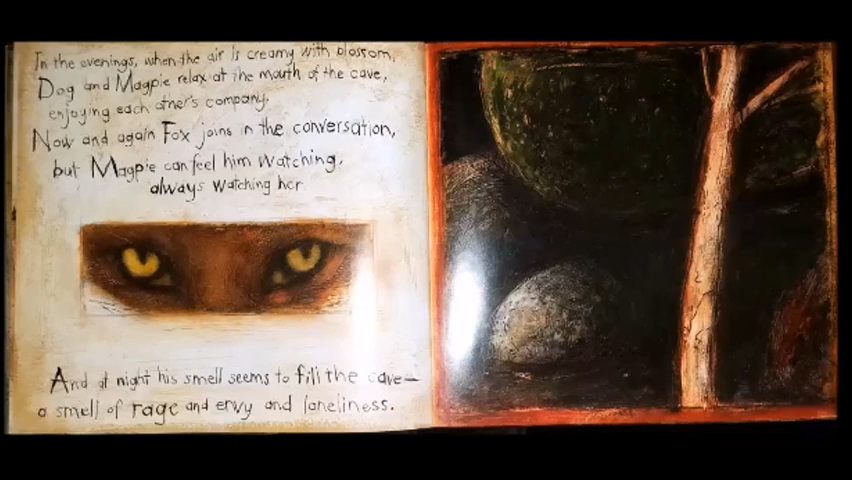 In the evenings, when the air is creamy with blossom,
Dog and Magpie relax at the mouth of the cave,
enjoying each other's company.
Now and again Fox joins in the conversation,
but Magpie can feel him watching,
always watching her.
And at night his smell seems to fill the cave—
a smell of rage and envy and loneliness.